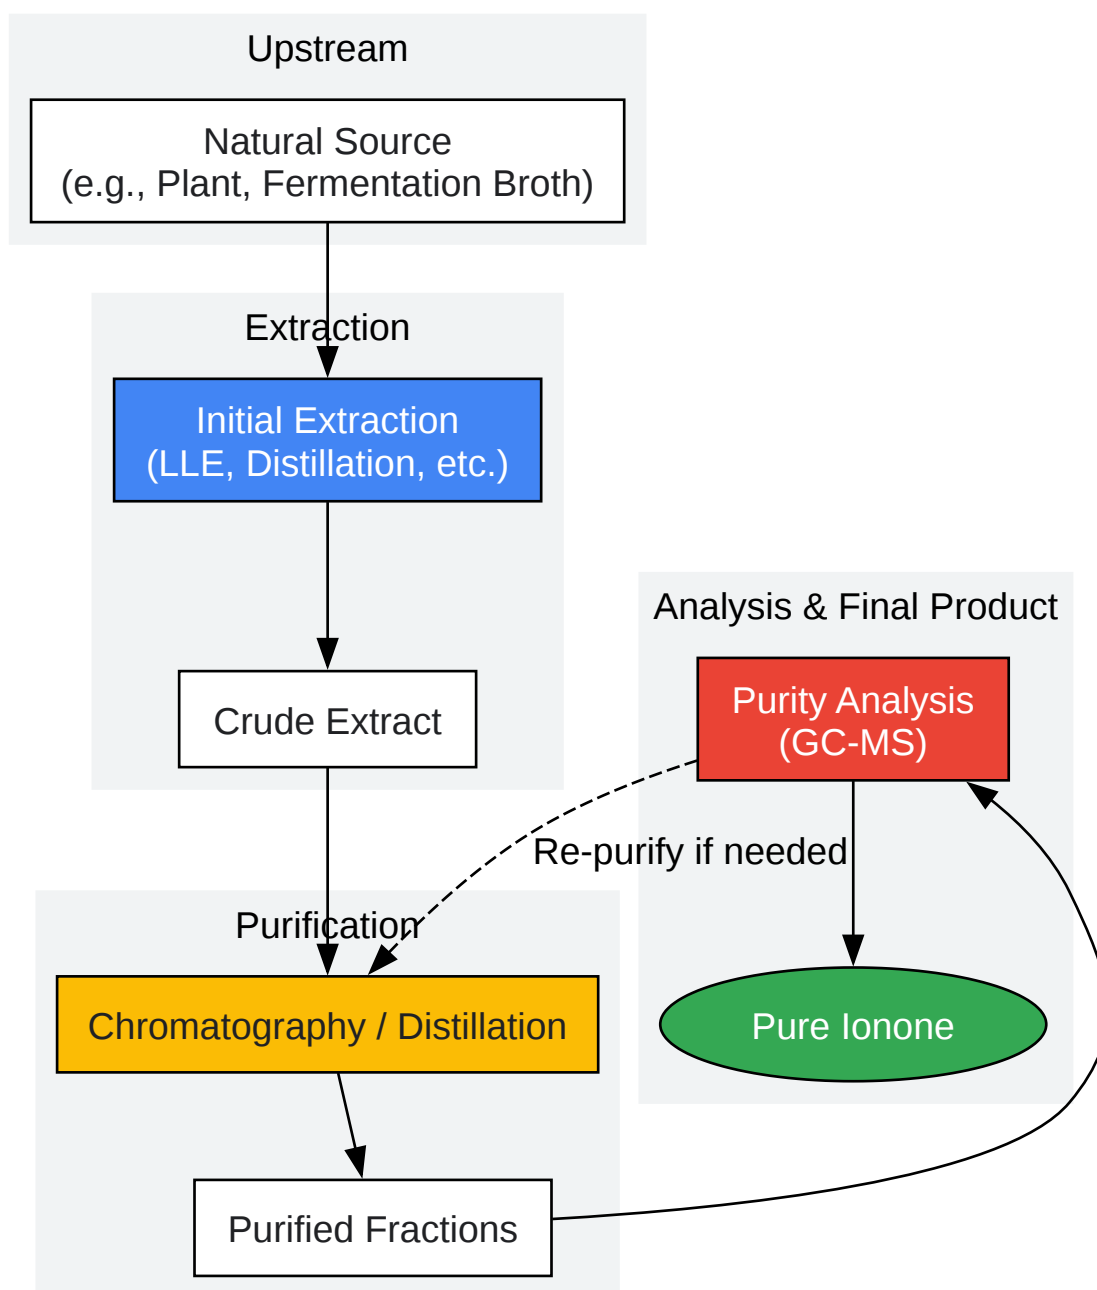 Upstream
Natural Source
(e.g., Plant, Fermentation Broth)
Extraction
Initial Extraction
(LLE, Distillation, etc.)
Crude Extract
Analysis & Final Product
Purity Analysis
(GC-MS)
Re-purify if needed
Purification
Chromatography / Distillation
Pure Ionone
Purified Fractions